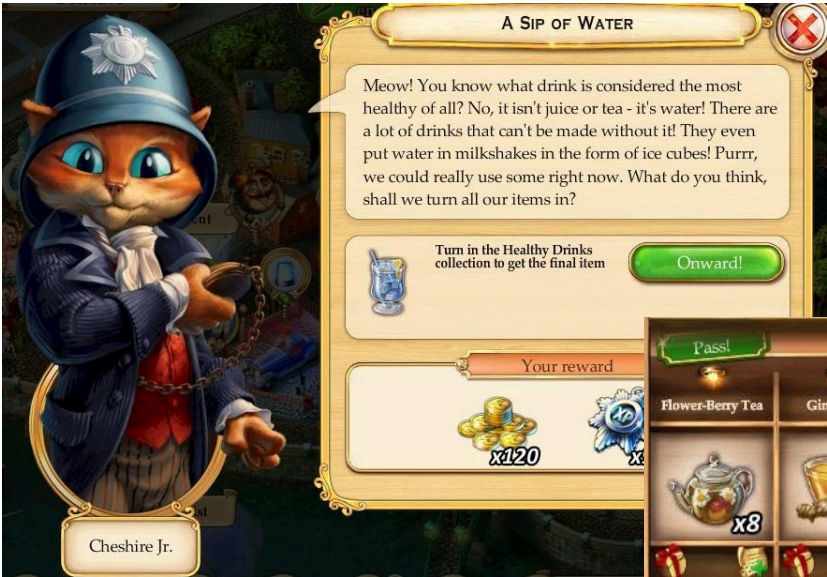 A Sip of Water
Meow! You know what drink is considered the most
healthy of all? No, it isn't juice or tea - it's water! There are
a lot of drinks that can't be made without it! They even
put water in milkshakes in the form of ice cubes! Purrr,
we could really use some right now. What do you think,
shall we turn all our items in?
Turn in the Healthy Drinks
collection to get the final item
Onward!
Your reward
XP
x120
Pass!
Flower-Berry Tea
x8
Cheshire Jr.